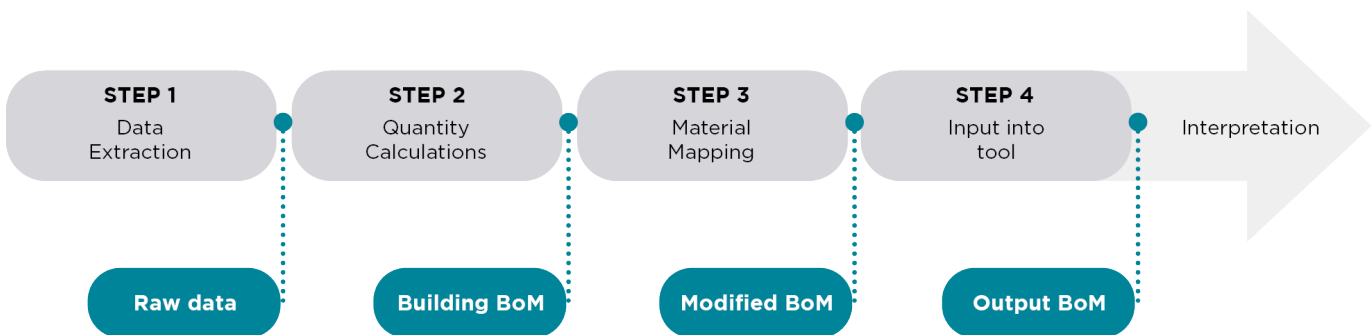 STEP 1
Data
Extraction
STEP 2
Quantity
Calculations
STEP 3
Material
Mapping
STEP 4
Input into
tool
Interpretation
Raw data
Building BoM
Modified BoM
Output BoM